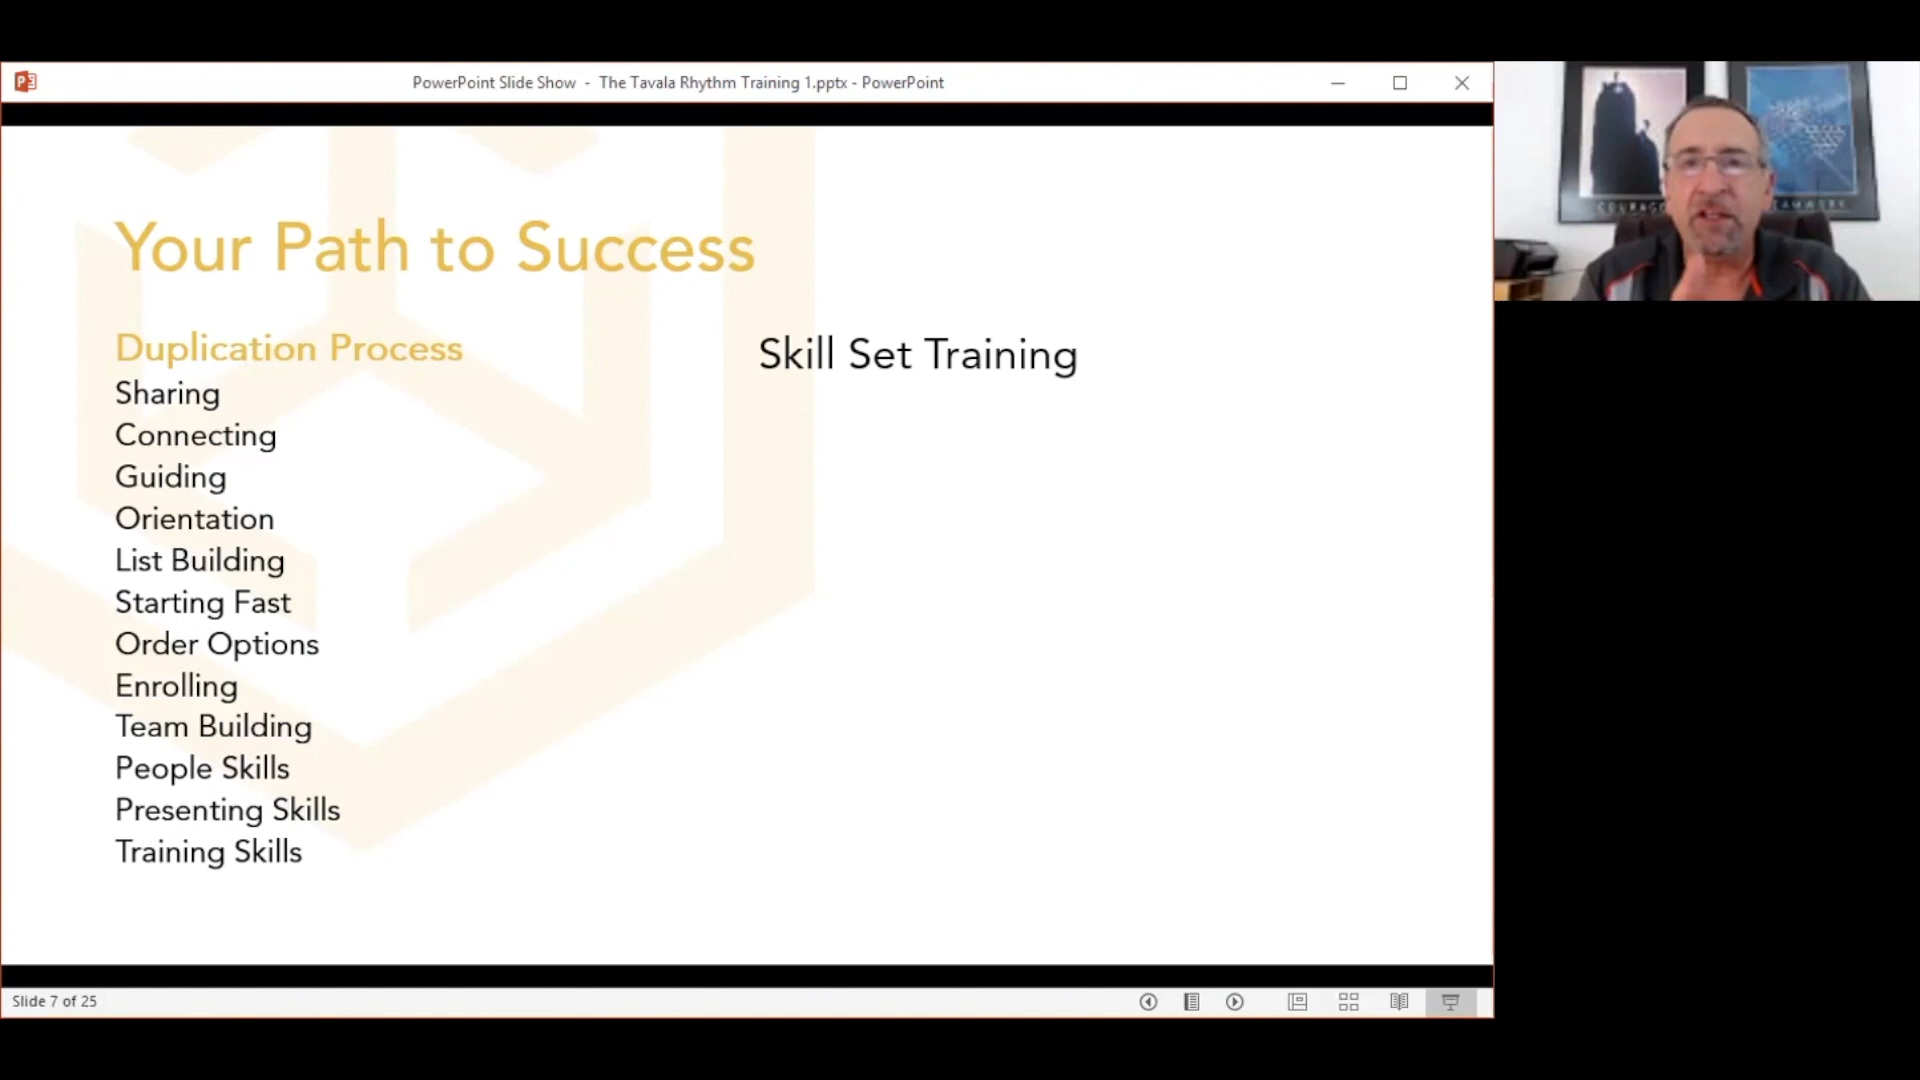 PowerPoint Slide Show - The Tavala Rhythm Training 1.pptx - PowerPoint
Your Path to Success
Duplication Process
Sharing
Connecting
Guiding
Orientation
List Building
Starting Fast
Order Options
Enrolling
Team Building
People Skills
Presenting Skills
Training Skills
Skill Set Training
Slide 7 of 25